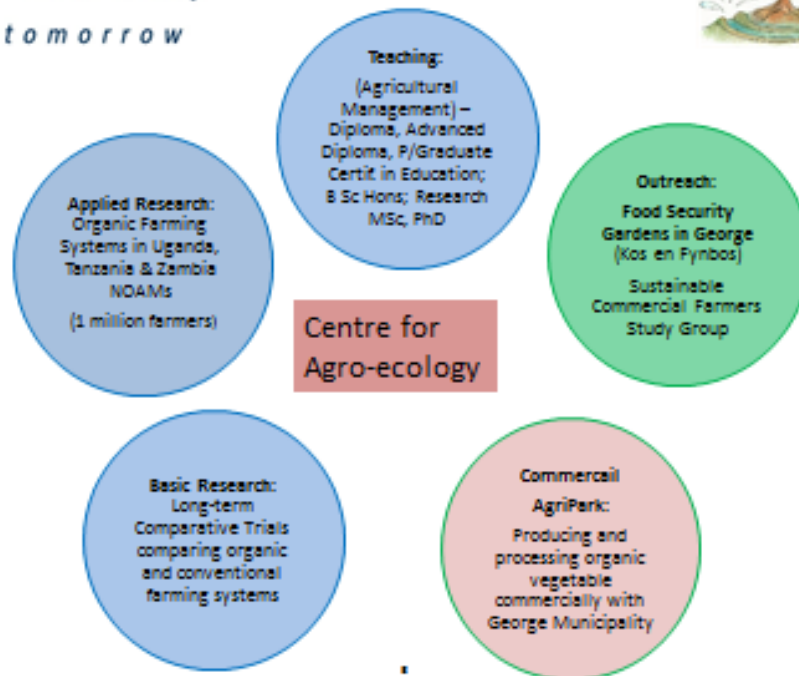 tomorrow
Teaching:
(Agricultural
Management) –
Diploma, Advanced
Diploma, P/Graduate
Certif. in Education;
B Sc Hons; Research
MSc, PhD
Applied Research:
Organic Farming
Systems in Uganda,
Tanzania & Zambia
NOAMs
(1 million farmers)
Outreach:
Food Security
Gardens in George
(Kos en Fynbos)
Sustainable
Commercial Farmers
Study Group
Centre for
Agro-ecology
Basic Research:
Long-term
Comparative Trials
comparing organic
and conventional
farming systems
Commercail
AgriPark:
Producing and
processing organic
vegetable
commercially with
George Municipality